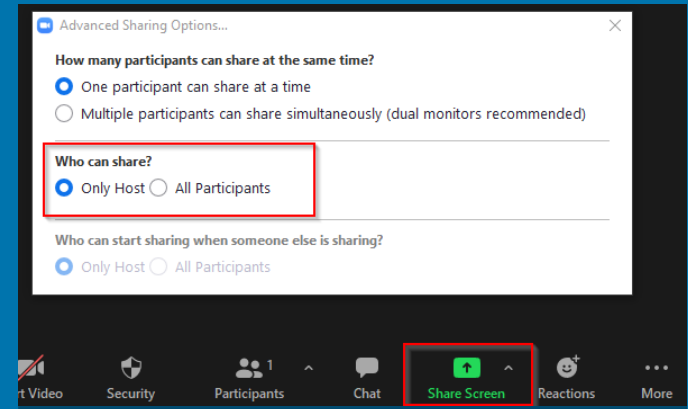 Advanced Sharing Options...
How many participants can share at the same time?
One participant can share at a time
Multiple participants can share simultaneously (dual monitors recommended)
Who can share?
Only Host All Participants
Who can start sharing when someone else is sharing?
Only Host All Participants
1
rt Video Security Participants Chat Share Screen Reactions More